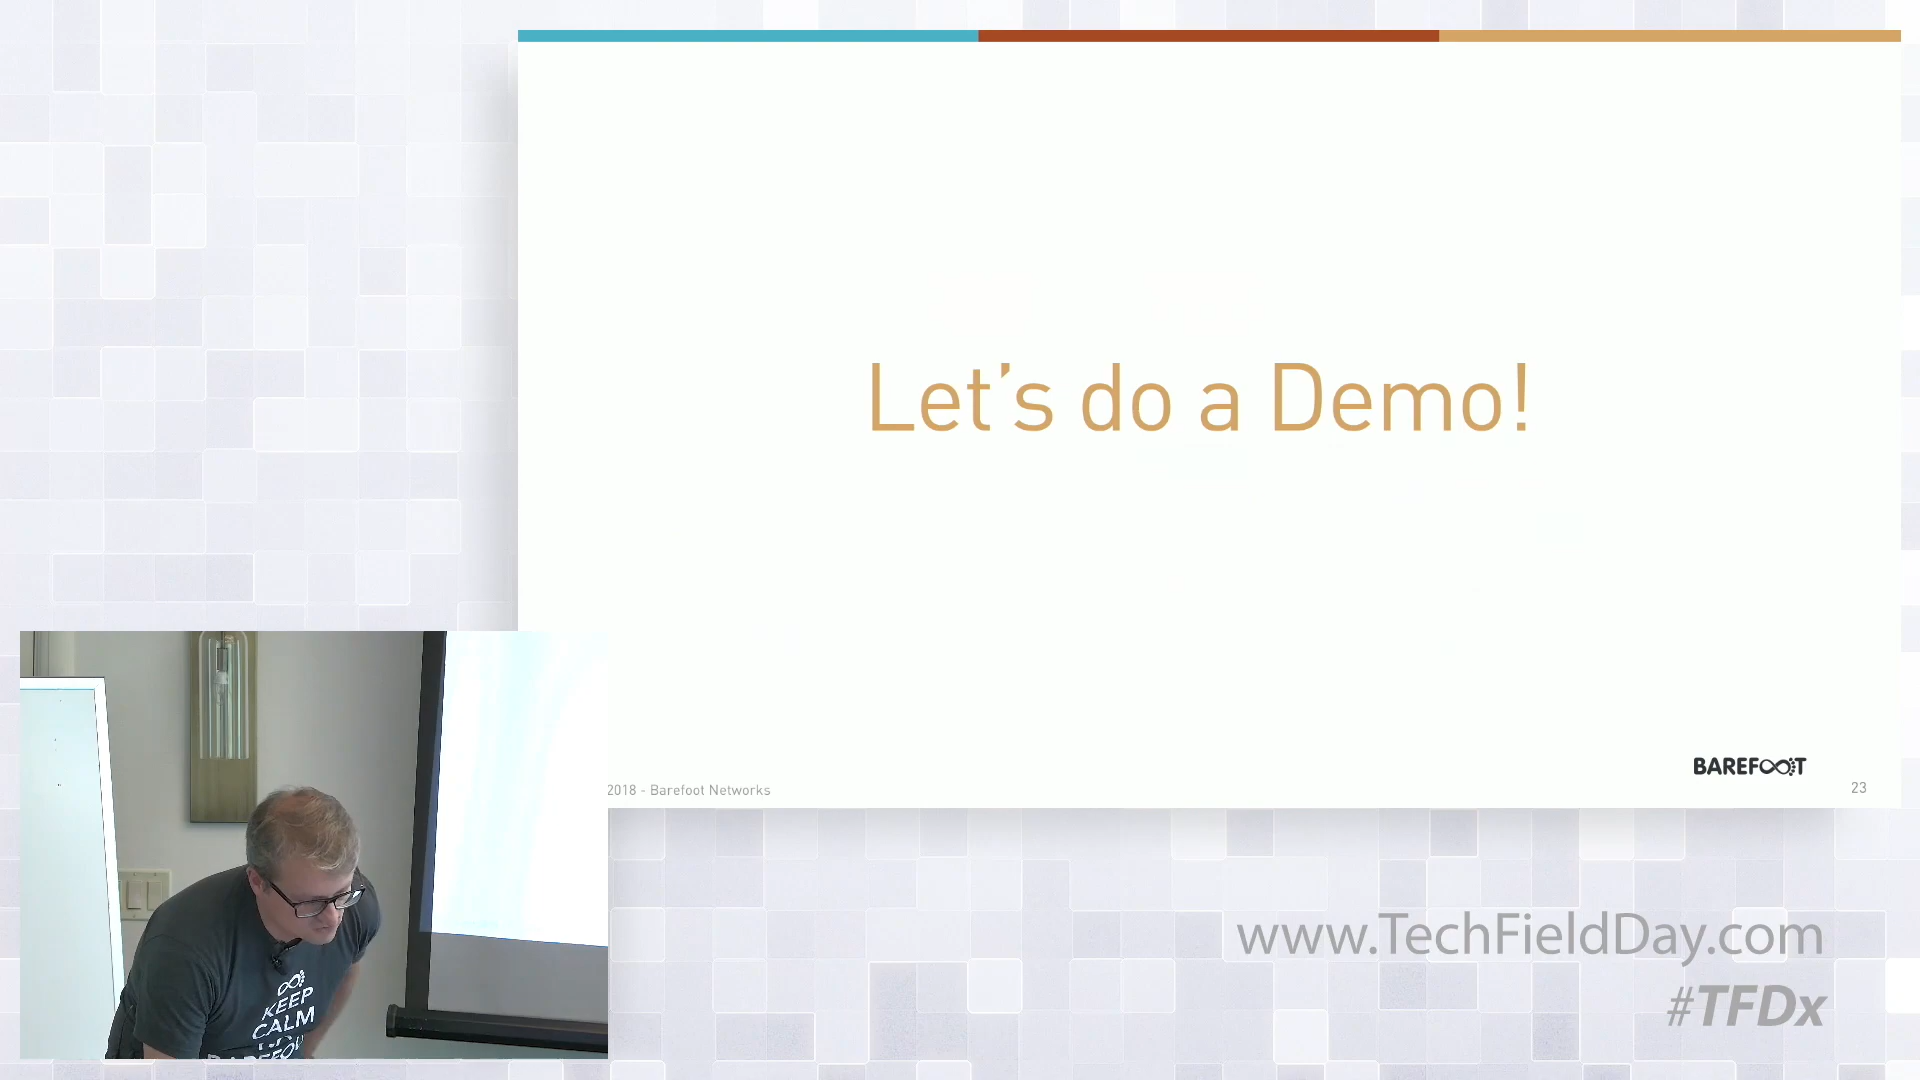 Let's do a Demo!
BAREFOOT
2018 - Barefoot Networks
23
KEEP
CALM
www.TechFieldDay.com
#TFDx